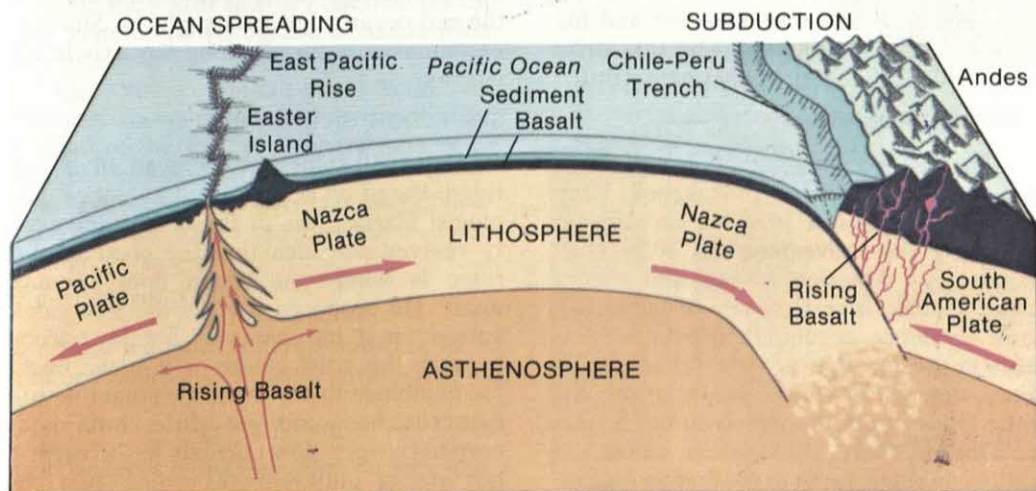 OCEAN SPREADING
SUBDUCTION
East Pacific
Rise
Easter
Island
Pacific Ocean
Sediment
Basalt
Chile-Peru
Trench
Andes
Pacific
Plate
Nazca
Plate
LITHOSPHERE
Nazca
Plate
Rising
Basalt
South
American
Plate
Rising Basalt
ASTHENOSPHERE